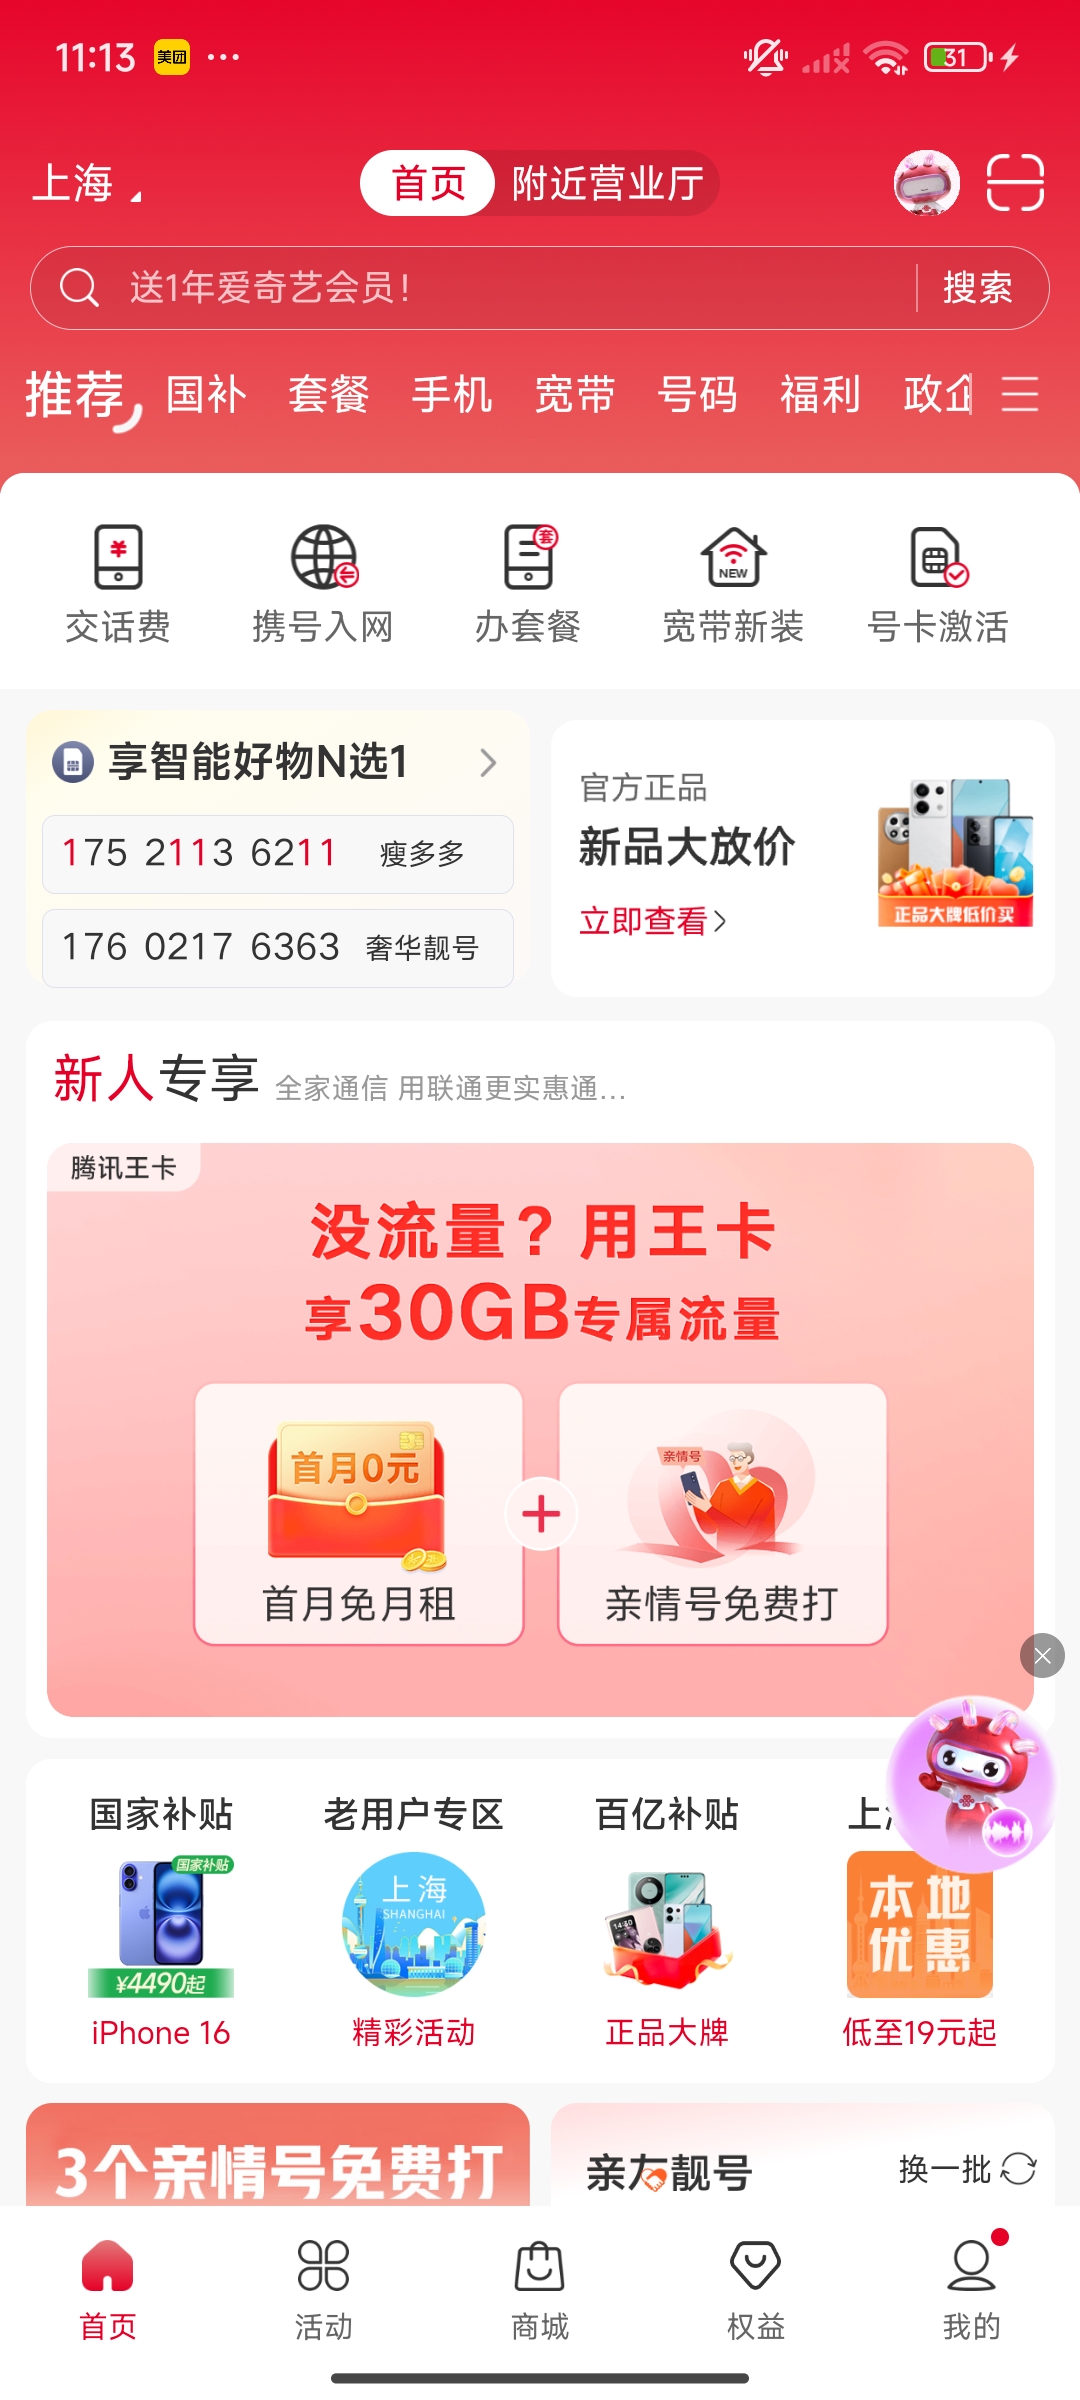 11:13 美团 ... 31
上海
首页 附近营业厅
送1年爱奇艺会员! 搜索
推荐 国补 套餐 手机 宽带 号码 福利 政企
交话费 携号入网 办套餐 宽带新装 号卡激活
套
NEW
享智能好物N选1
175 2113 6211 瘦多多
176 0217 6363 奢华靓号
官方正品
新品大放价
立即查看
正品大牌低价买
新人专享 全家通信 用联通更实惠通...
腾讯王卡
没流量？用王卡
享30GB专属流量
首月0元
首月免月租
亲情号
亲情号免费打
国家补贴 老用户专区 百亿补贴 上
国家补贴
¥4490起
上海
SHANGHAI
14:50
本地
优惠
iPhone 16 精彩活动 正品大牌 低至19元起
3个亲情号免费打
亲友靓号 换一批
首页 活动 商城 权益 我的